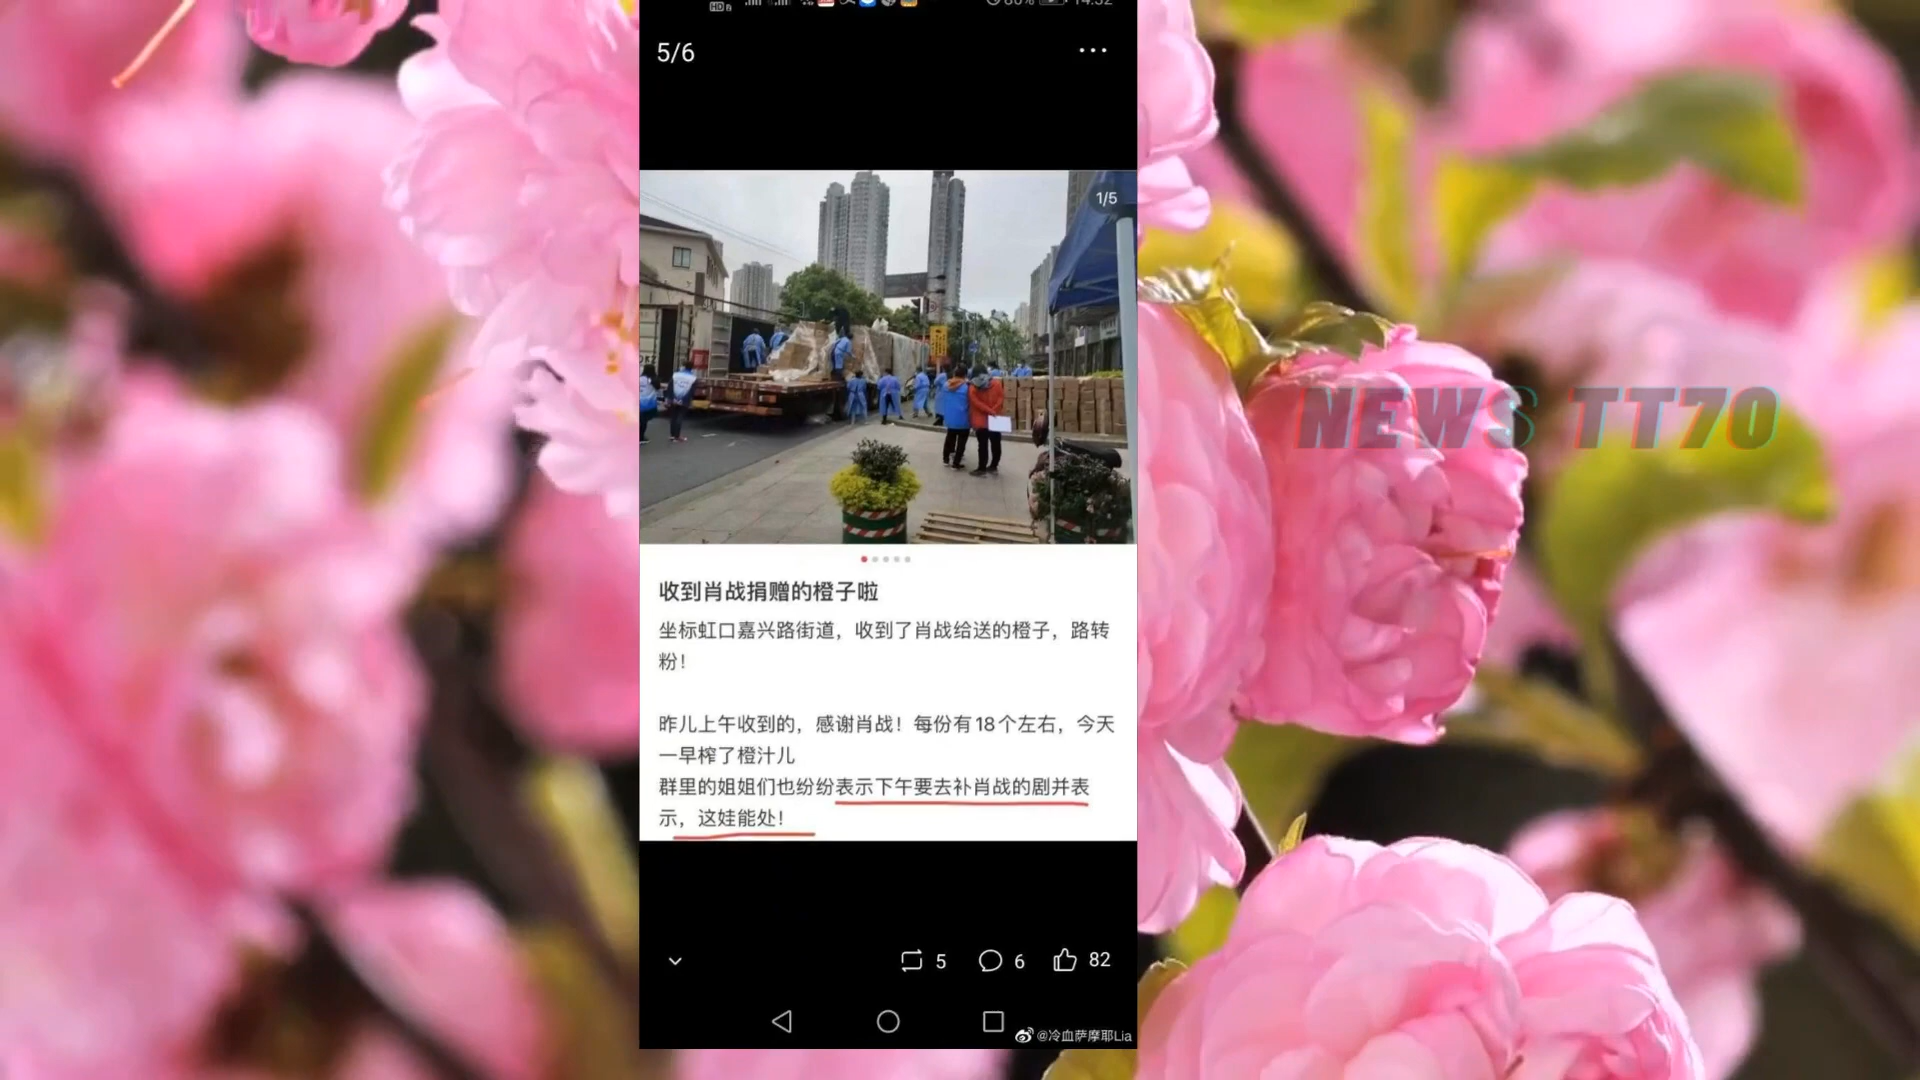 5/6
1/5
收到肖战捐赠的橙子啦
坐标虹口嘉兴路街道，收到了肖战给送的橙子，路转
粉！
昨儿上午收到的，感谢肖战！每份有18个左右，今天
一早榨了橙汁儿
群里的姐姐们也纷纷表示下午要去补肖战的剧并表
示，这娃能处！
5 6 82
@冷血萨摩耶Lia
NEWS TT70